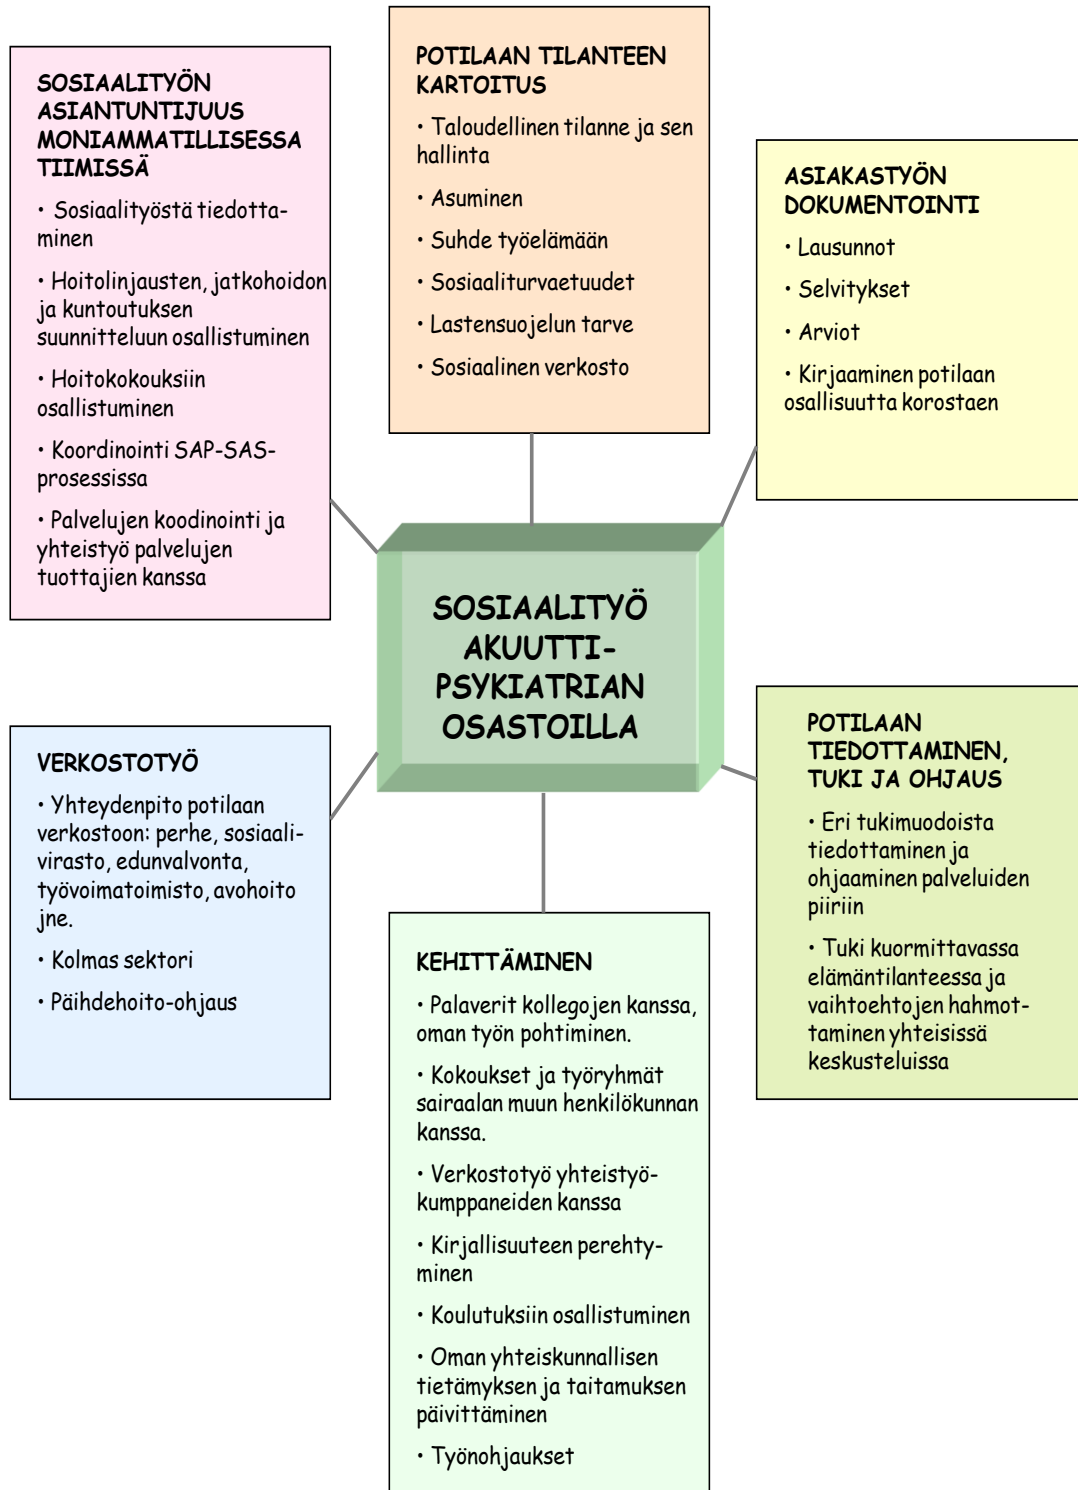 SOSIAALITYÖN
ASIANTUNTIJUUS
MONIAMMATILLISESSA
TIIMISSÄ
• Sosiaalityöstä tiedotta-
minen
• Hoitolinjausten, jatkohoidon
ja kuntoutuksen
suunnitteluun osallistuminen
• Hoitokokouksiin
osallistuminen
• Koordinointi SAP-SAS-
prosessissa
• Palvelujen koodinointi ja
yhteistyö palvelujen
tuottajien kanssa
POTILAAN TILANTEEN
KARTOITUS
• Taloudellinen tilanne ja sen
hallinta
• Asuminen
• Suhde työelämään
• Sosiaaliturvaetuudet
• Lastensuojelun tarve
• Sosiaalinen verkosto
ASIAKASTYÖN
DOKUMENTOINTI
• Lausunnot
• Selvitykset
• Arviot
• Kirjaaminen potilaan
osallisuutta korostaen
SOSIAALITYÖ
AKUUTTI-
PSYKIATRIAN
OSASTOILLA
VERKOSTOTYÖ
• Yhteydenpito potilaan
verkostoon: perhe, sosiaali-
virasto, edunvalvonta,
työvoimatoimisto, avohoito
jne.
• Kolmas sektori
• Päihdehoito-ohjaus
KEHITTÄMINEN
• Palaverit kollegojen kanssa,
oman työn pohtiminen.
• Kokoukset ja työryhmät
sairaalan muun henkilökunnan
kanssa.
• Verkostotyö yhteistyö-
kumppaneiden kanssa
• Kirjallisuuteen perehty-
minen
• Koulutuksiin osallistuminen
• Oman yhteiskunnallisen
tietämyksen ja taitamuksen
päivittäminen
• Työnohjaukset
POTILAAN
TIEDOTTAMINEN,
TUKI JA OHJAUS
• Eri tukimuodoista
tiedottaminen ja
ohjaaminen palveluiden
piiriin
• Tuki kuormittavassa
elämäntilanteessa ja
vaihtoehtojen hahmot-
taminen yhteisissä
keskusteluissa